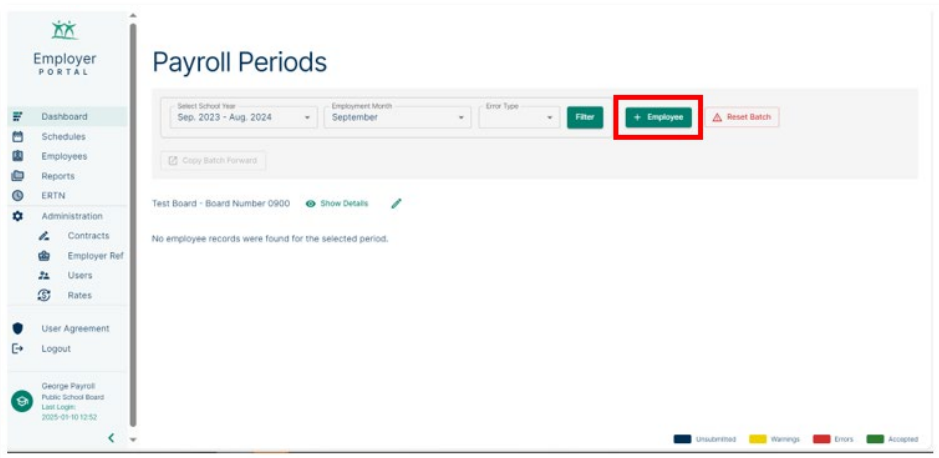 Employer
PORTAL
Dashboard
Schedules
Employees
Reports
ERTN
Administration
Contracts
Employer Ref
Users
Rates
User Agreement
Logout
George Payroll
Public School Board
Last Login:
2025-01-10 12:52
Payroll Periods
Select School Year
Sep. 2023 - Aug. 2024
Employment Month
September
Error Type
Filter
+ Employee
Reset Batch
Copy Batch Forward
Test Board - Board Number 0900 Show Details
No employee records were found for the selected period.
Unsubmitted Warnings Errors Accepted